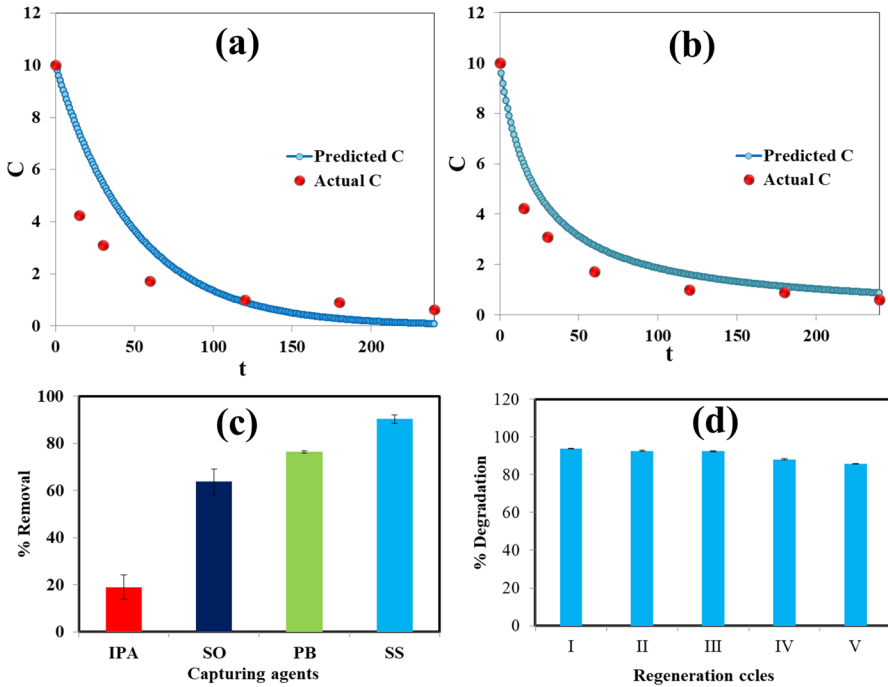 (a)
12
10
8
6
4
2
0
C
0 50 100 150 200
t
Predicted C
Actual C
(b)
12
10
8
6
4
2
0
C
0 50 100 150 200
t
Predicted C
Actual C
(c)
100
80
60
40
20
0
% Removal
IPA SO PB SS
Capturing agents
(d)
120
100
80
60
40
20
0
% Degradation
I II III IV V
Regeneration ccles